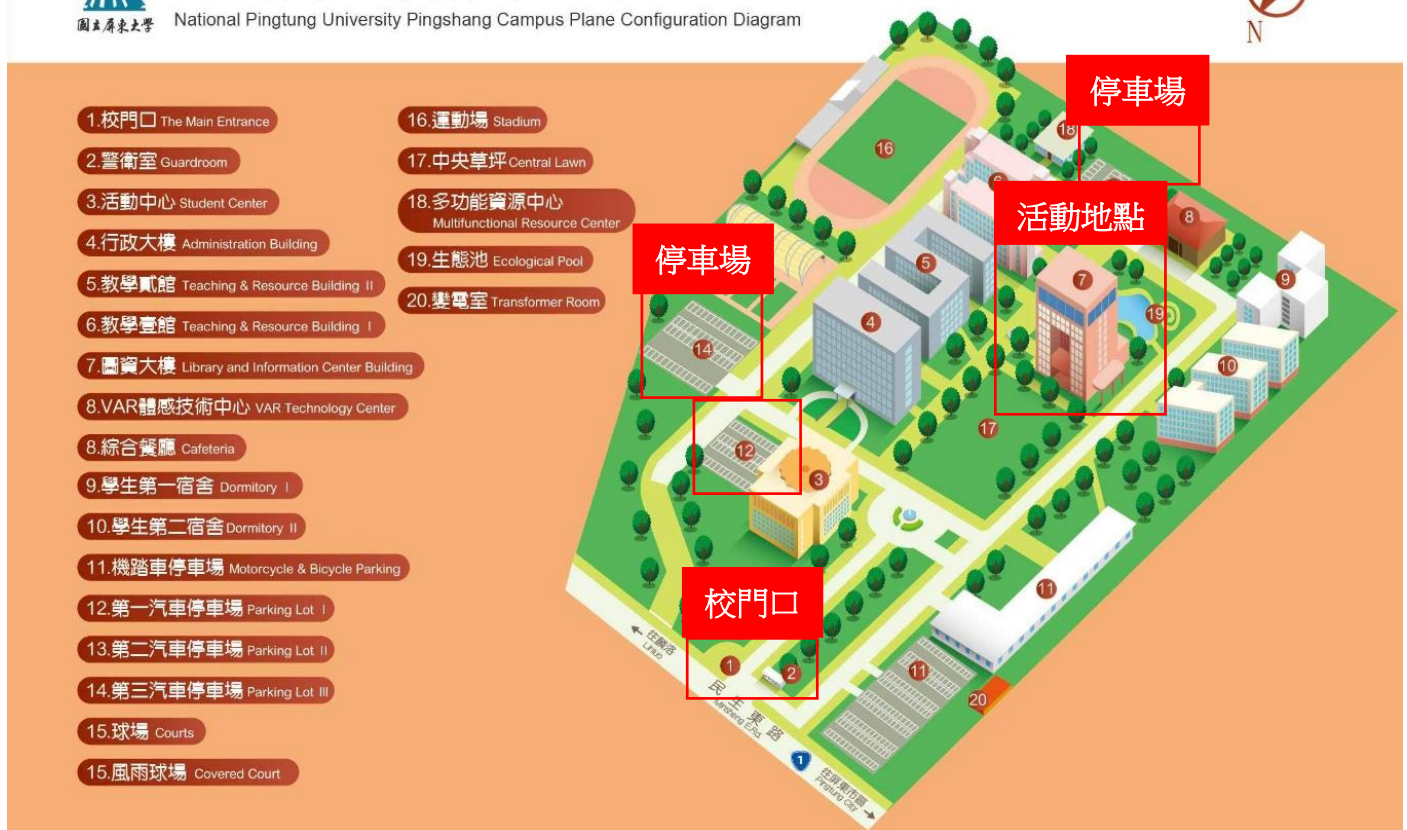 國立屏東大學
National Pingtung University Pingshang Campus Plane Configuration Diagram
N
1.校門口 The Main Entrance
2.警衛室 Guardroom
3.活動中心 Student Center
4.行政大樓 Administration Building
5.教學貳館 Teaching & Resource Building II
6.教學壹館 Teaching & Resource Building I
7.圖資大樓 Library and Information Center Building
8.VAR體感技術中心 VAR Technology Center
8.綜合餐廳 Cafeteria
9.學生第一宿舍 Dormitory I
10.學生第二宿舍 Dormitory II
11.機踏車停車場 Motorcycle & Bicycle Parking
12.第一汽車停車場 Parking Lot I
13.第二汽車停車場 Parking Lot II
14.第三汽車停車場 Parking Lot III
15.球場 Courts
15.風雨球場 Covered Court
16.運動場 Stadium
17.中央草坪 Central Lawn
18.多功能資源中心
Multifunctional Resource Center
19.生態池 Ecological Pool
20.變電室 Transformer Room
停車場
18
16
6
活動地點
8
停車場
5
7
9
19
4
14
10
17
12
3
11
校門口
往麟洛
Linluo
1
2
11
20
民生東路
Minsheng E.Rd.
1
往屏東市區
Pingtung City